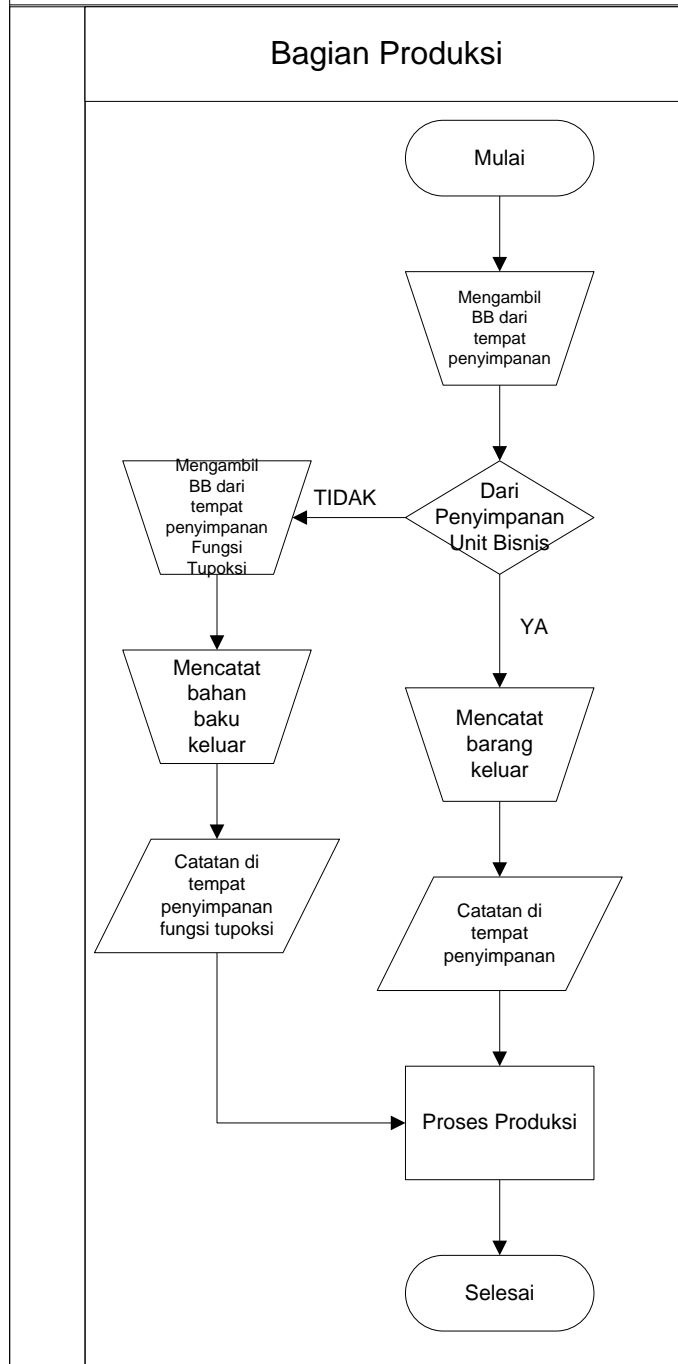 Bagian Produksi
Mulai
Mengambil
BB dari
tempat
penyimpanan
Dari
Penyimpanan
Unit Bisnis
TIDAK
Mengambil
BB dari
tempat
penyimpanan
Fungsi
Tupoksi
YA
Mencatat
bahan
baku
keluar
Mencatat
barang
keluar
Catatan di
tempat
penyimpanan
fungsi tupoksi
Catatan di
tempat
penyimpanan
Proses Produksi
Selesai